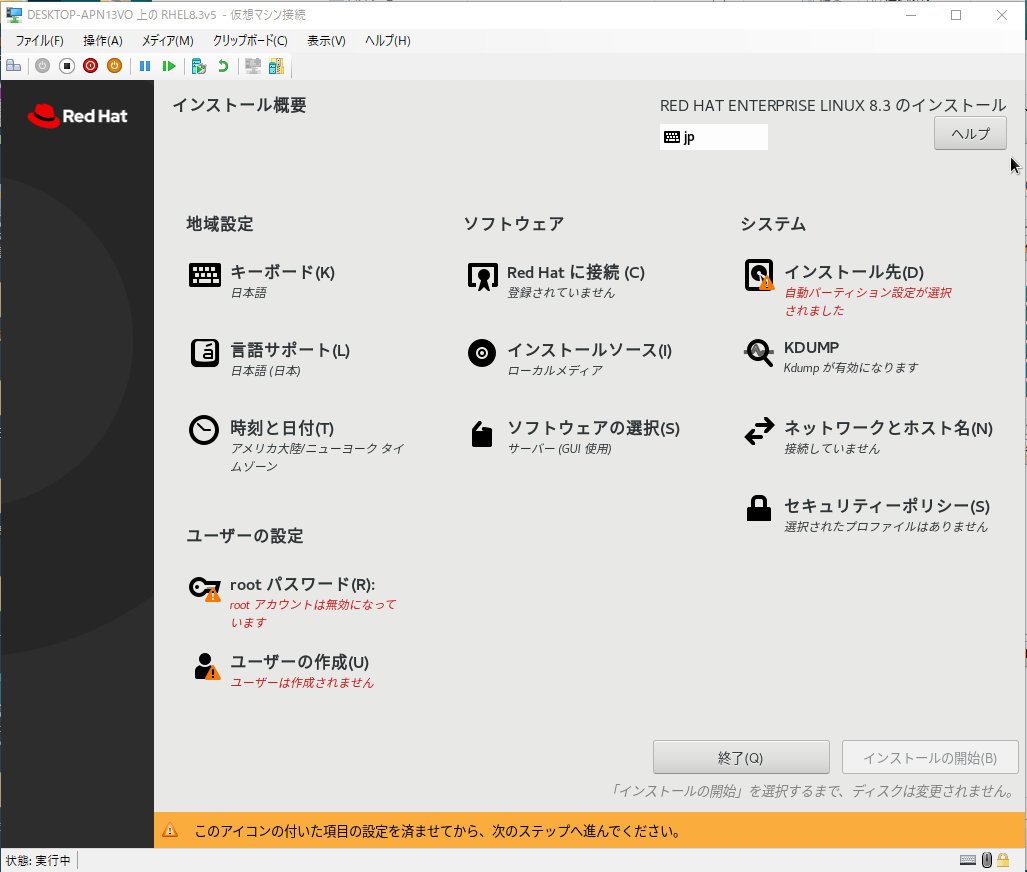 DESKTOP-APN13VO 上の RHEL8.3v5 - 仮想マシン接続
ファイル(F) 操作(A) メディア(M) クリップボード(C) 表示(V) ヘルプ(H)
Red Hat
インストール概要
RED HAT ENTERPRISE LINUX 8.3 のインストール
jp
ヘルプ
地域設定
キーボード(K)
日本語
言語サポート(L)
日本語 (日本)
時刻と日付(T)
アメリカ大陸/ニューヨーク タイ
ムゾーン
ソフトウェア
Red Hat に接続 (C)
登録されていません
インストールソース(I)
ローカルメディア
ソフトウェアの選択(S)
サーバー (GUI 使用)
システム
インストール先(D)
自動パーティション設定が選択
されました
KDUMP
Kdump が有効になります
ネットワークとホスト名(N)
接続していません
セキュリティーポリシー(S)
選択されたプロファイルはありません
ユーザーの設定
root パスワード(R):
root アカウントは無効になって
います
ユーザーの作成(U)
ユーザーは作成されません
終了(Q)
インストールの開始(B)
「インストールの開始」を選択するまで、ディスクは変更されません。
このアイコンの付いた項目の設定を済ませてから、次のステップへ進んでください。
状態: 実行中